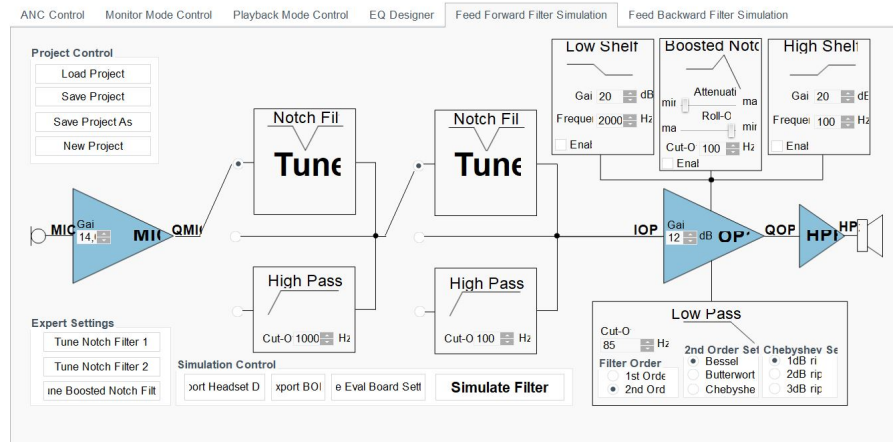 ANC Control
Monitor Mode Control
Playback Mode Control
EQ Designer
Feed Forward Filter Simulation
Feed Backward Filter Simulation
Project Control
Load Project
Save Project
Save Project As
New Project
Notch Fil
Tune
Notch Fil
Tune
Low Shelf
Gai 20 dB
Frequei 2000 Hz
Enal
Boosted Notc
Attenuati
min ma
Roll-O
ma min
Cut-O 100 Hz
Enal
High Shelf
Gai 20 dB
Frequei 100 Hz
Enal
MIC
Gai
14,
MIC
QMI
IOP
Gai
12 dB
OP
QOP
HPI
HP
High Pass
Cut-O 1000 Hz
High Pass
Cut-O 100 Hz
Low Pass
Cut-O
85 Hz
Filter Order
1st Orde
2nd Ord
2nd Order Set
Bessel
Butterwort
Chebyshe
Chebyshev Se
1dB ri
2dB rip
3dB rip
Expert Settings
Tune Notch Filter 1
Tune Notch Filter 2
une Boosted Notch Filt
Simulation Control
port Headset D
xport BOI
e Eval Board Sett
Simulate Filter